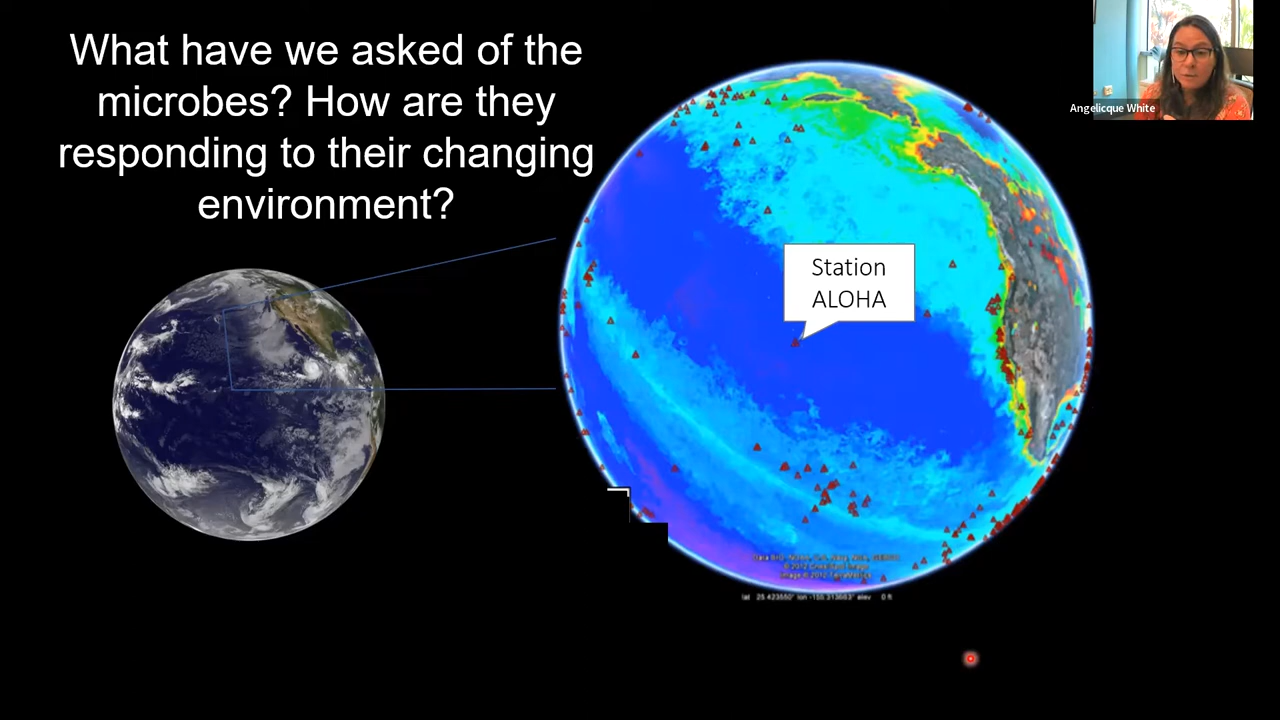 What have we asked of the
microbes? How are they
responding to their changing
environment?
Angelicque White
Station
ALOHA